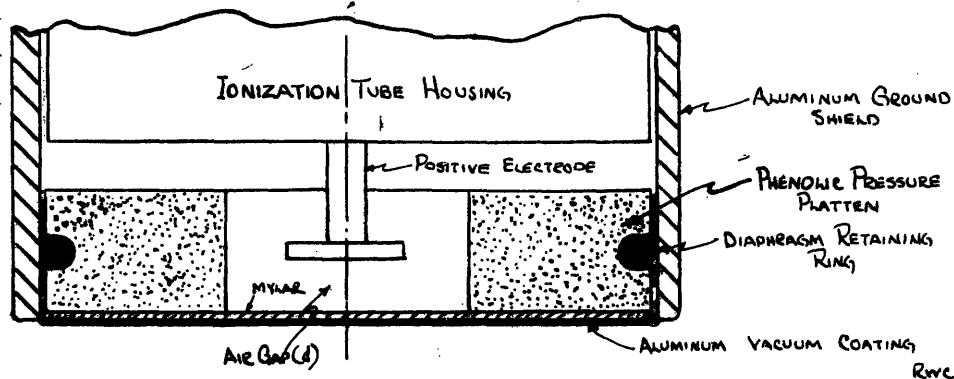 IONIZATION TUBE HOUSING
ALUMINUM GROUND
SHIELD
POSITIVE ELECTRODE
PHENOLIC PRESSURE
PLATTEN
DIAPHRAGM RETAINING
RING
MYLAR
AIR GAP (d)
ALUMINUM VACUUM COATING
RWC